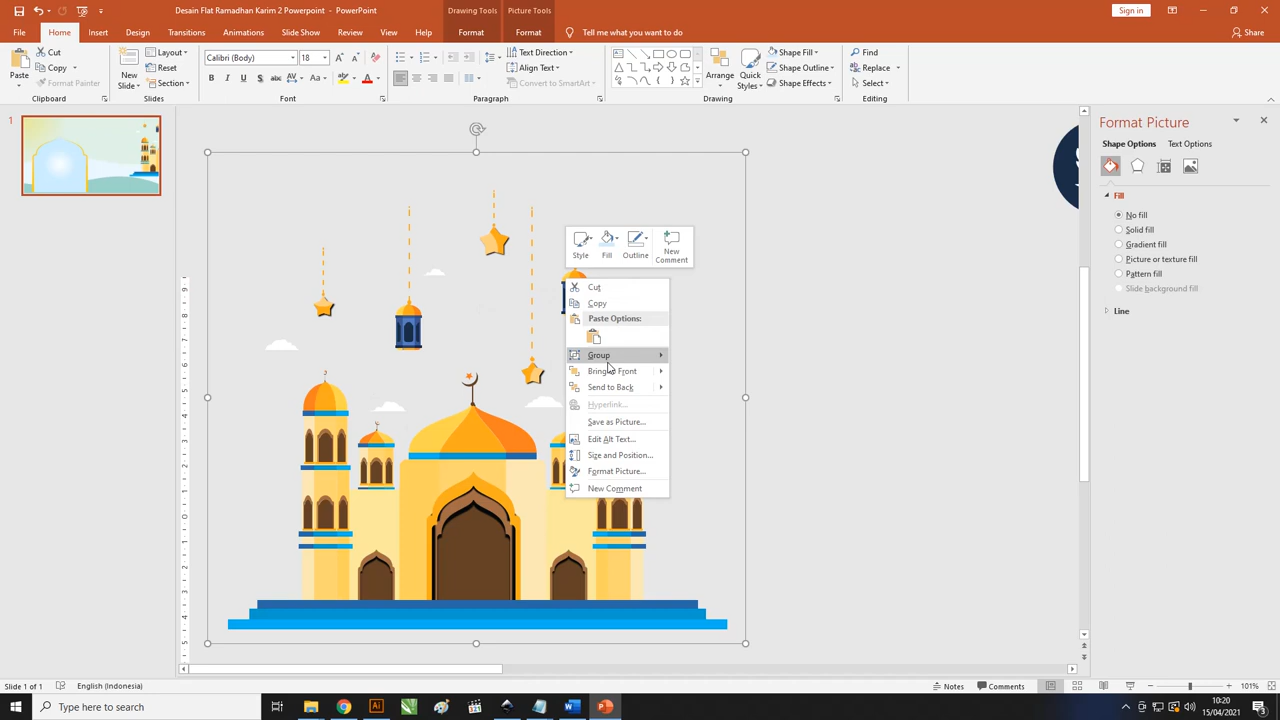 Desain Flat Ramadhan Karim 2 Powerpoint - PowerPoint
Drawing Tools
Picture Tools
Sign in
File Home Insert Design Transitions Animations Slide Show Review View Help Format Format Tell me what you want to do Share
Paste
Cut
Copy
Format Painter
Clipboard
New Slide
Layout
Reset
Section
Slides
Calibri (Body) 18
B I U S abc AV Aa A
Font
Text Direction
Align Text
Convert to SmartArt
Paragraph
Arrange
Quick Styles
Shape Fill
Shape Outline
Shape Effects
Drawing
Find
Replace
Select
Editing
1
Format Picture
Shape Options Text Options
Fill
No fill
Solid fill
Gradient fill
Picture or texture fill
Pattern fill
Slide background fill
Line
Style Fill Outline New Comment
Cut
Copy
Paste Options:
Group
Bring to Front
Send to Back
Hyperlink...
Save as Picture...
Edit Alt Text...
Size and Position...
Format Picture...
New Comment
Slide 1 of 1 English (Indonesia) Notes Comments 101%
Type here to search
10:20
15/04/2021